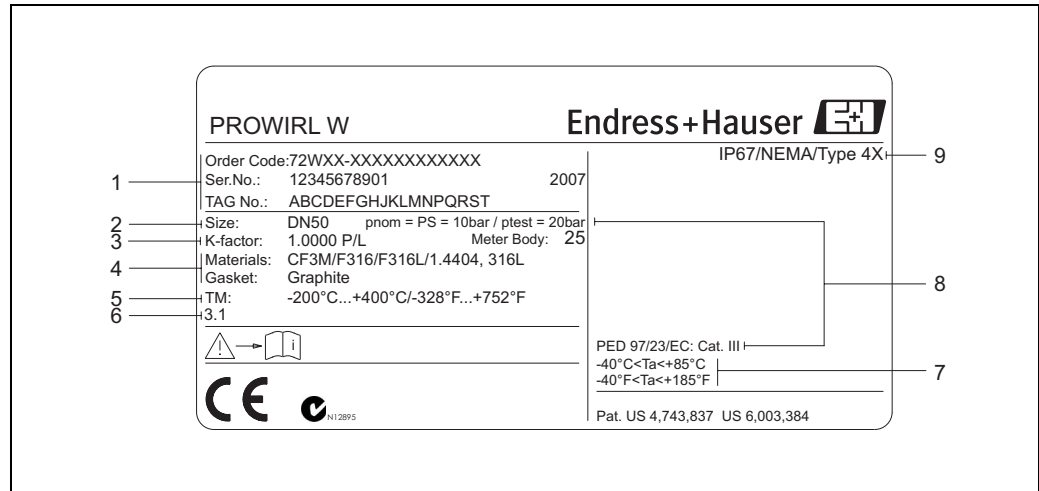 PROWIRL W
Endress+Hauser
IP67/NEMA/Type 4X
9
1
Order Code:72WXX-XXXXXXXXXXXX
Ser.No.: 12345678901 2007
TAG No.: ABCDEFGHJKLMNPQRST
2
Size: DN50 pnom = PS = 10bar / ptest = 20bar
3
K-factor: 1.0000 P/L Meter Body: 25
4
Materials: CF3M/F316/F316L/1.4404, 316L
Gasket: Graphite
8
5
TM: -200°C...+400°C/-328°F...+752°F
6
3.1
i
PED 97/23/EC: Cat. III
-40°C<Ta<+85°C
-40°F<Ta<+185°F
7
CE
N12895
Pat. US 4,743,837 US 6,003,384